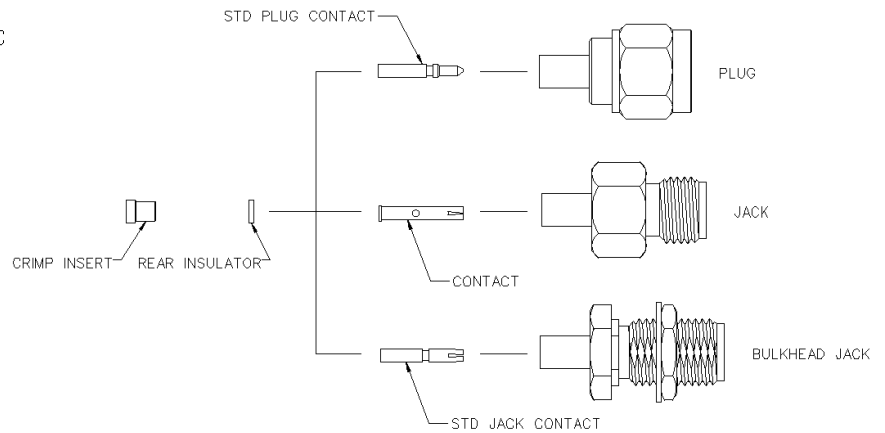 STD PLUG CONTACT
C
PLUG
JACK
CRIMP INSERT
REAR INSULATOR
CONTACT
BULKHEAD JACK
STD JACK CONTACT